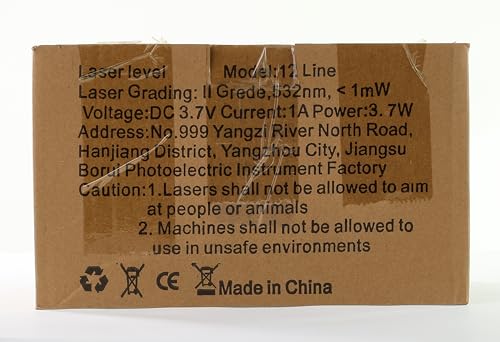 Laser level Model:12 Line
Laser Grading: II Grede,532nm, < 1mW
Voltage:DC 3.7V Current:1A Power:3.7W
Address:No.999 Yangzi River North Road,
Hanjiang District, Yangzhou City, Jiangsu
Borui Photoelectric Instrument Factory
Caution:1.Lasers shall not be allowed to aim
at people or animals
2. Machines shall not be allowed to
use in unsafe environments
CE Made in China